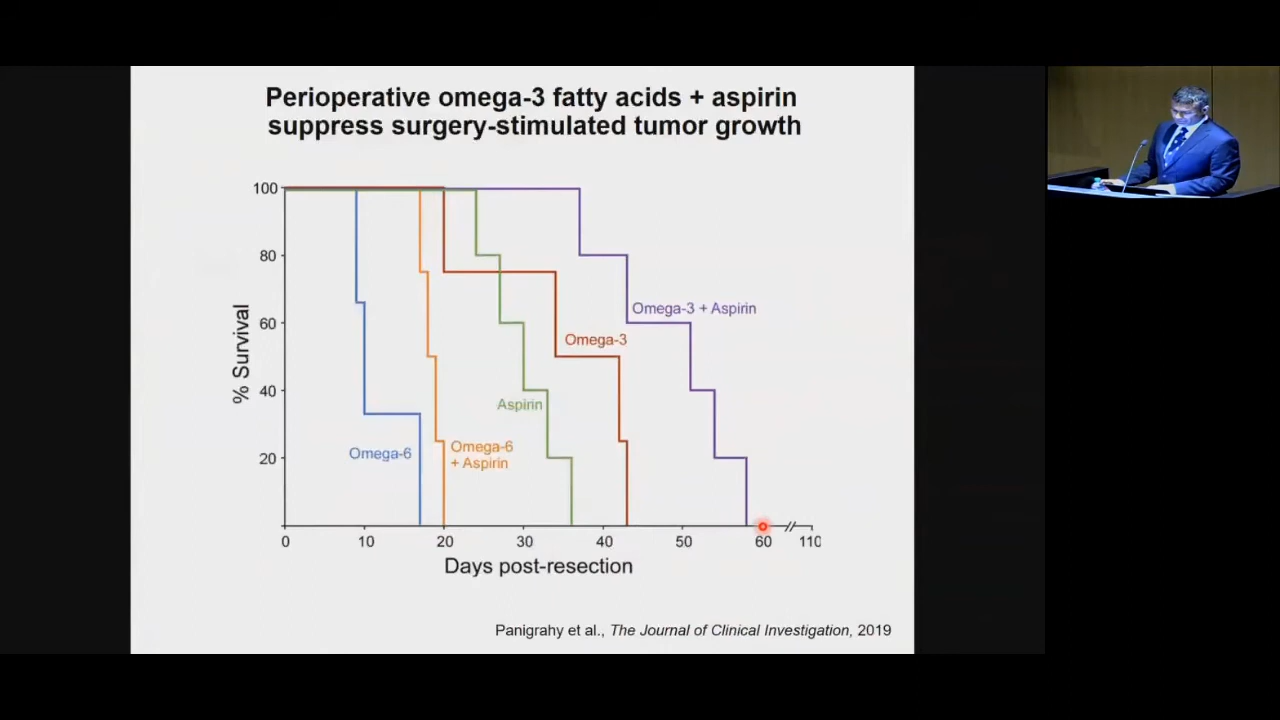 Perioperative omega-3 fatty acids + aspirin
suppress surgery-stimulated tumor growth
100
80
60
40
20
% Survival
Omega-3 + Aspirin
Omega-3
Aspirin
Omega-6
Omega-6
+ Aspirin
0 10 20 30 40 50 60 110
Days post-resection
Panigrahy et al., The Journal of Clinical Investigation, 2019